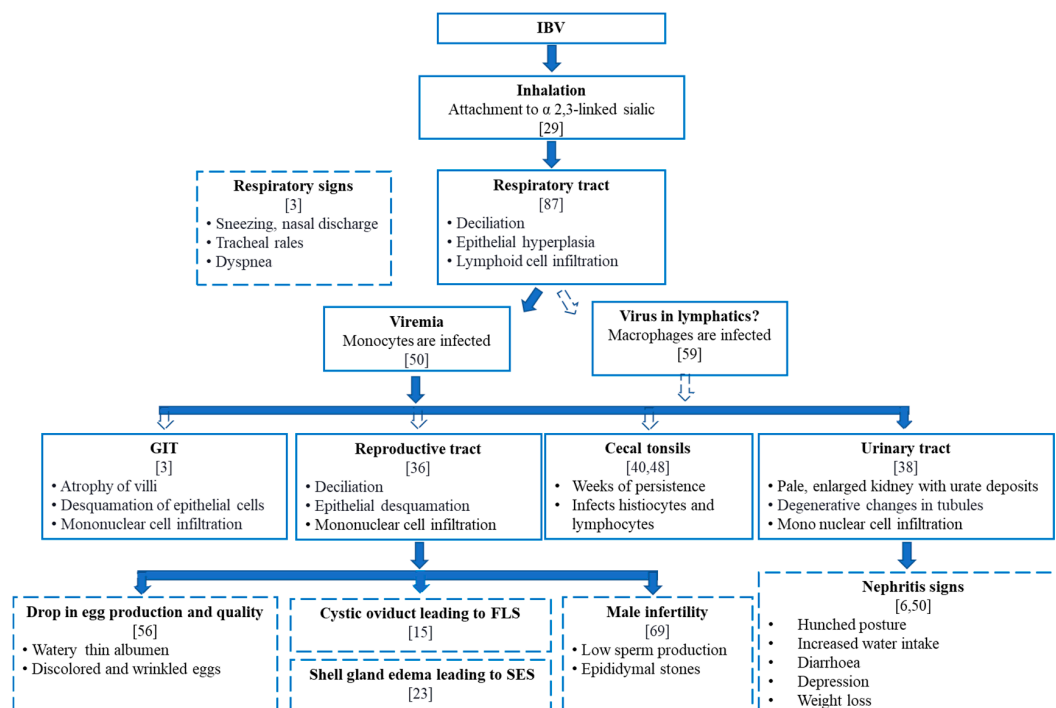 IBV
Inhalation
Attachment to α 2,3-linked sialic
[29]
Respiratory signs
[3]
• Sneezing, nasal discharge
• Tracheal rales
• Dyspnea
Respiratory tract
[87]
• Deciliation
• Epithelial hyperplasia
• Lymphoid cell infiltration
Viremia
Monocytes are infected
[50]
Virus in lymphatics?
Macrophages are infected
[59]
GIT
[3]
• Atrophy of villi
• Desquamation of epithelial cells
• Mononuclear cell infiltration
Reproductive tract
[36]
• Deciliation
• Epithelial desquamation
• Mononuclear cell infiltration
Cecal tonsils
[40,48]
• Weeks of persistence
• Infects histiocytes and
lymphocytes
Urinary tract
[38]
• Pale, enlarged kidney with urate deposits
• Degenerative changes in tubules
• Mono nuclear cell infiltration
Drop in egg production and quality
[56]
• Watery thin albumen
• Discolored and wrinkled eggs
Cystic oviduct leading to FLS
[15]
Shell gland edema leading to SES
[23]
Male infertility
[69]
• Low sperm production
• Epididymal stones
Nephritis signs
[6,50]
• Hunched posture
• Increased water intake
• Diarrhoea
• Depression
• Weight loss